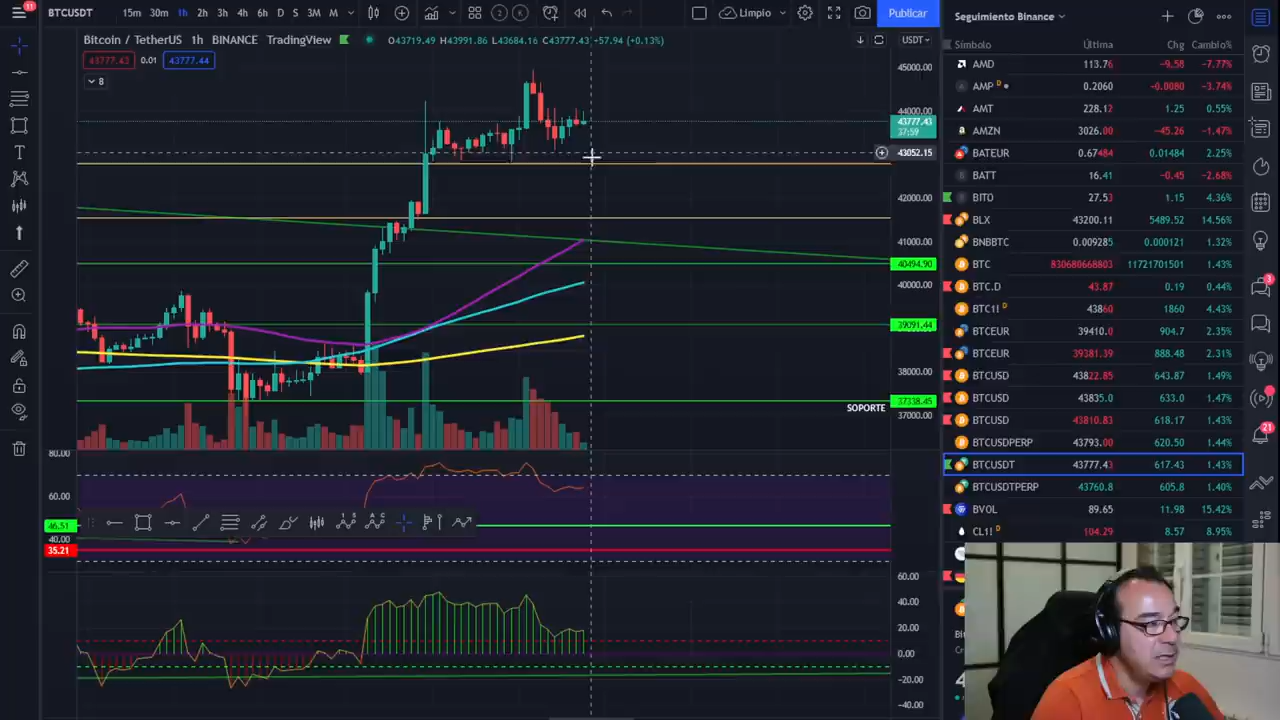 11
BTCUSDT 15m 30m 1h 2h 3h 4h 6h D S 3M M 2 K Limpio Publicar
Seguimiento Binance
Bitcoin / TetherUS 1h BINANCE TradingView O43719.49 H43991.86 L43684.16 C43777.43 +57.94 (+0.13%)
USDT
43777.43 0.01 43777.44
8
45000.00
44000.00
43777.43
37:59
43052.15
42000.00
41000.00
40494.90
40000.00
39091.44
38000.00
37338.45
SOPORTE
37000.00
80.00
60.00
46.51
40.00
35.21
60.00
40.00
20.00
0.00
−20.00
−40.00
Símbolo Última Chg Cambio%
AMD 113.76 −9.58 −7.77%
AMP D 0.2060 −0.0080 −3.74%
AMT 228.12 1.25 0.55%
AMZN 3026.00 −45.26 −1.47%
BATEUR 0.67484 0.01484 2.25%
BATT 16.41 −0.45 −2.68%
BITO 27.53 1.15 4.36%
BLX 43200.11 5489.52 14.56%
BNBBTC 0.009285 0.000121 1.32%
BTC 830680668803 11721701501 1.43%
BTC.D 43.87 0.19 0.44%
BTC1! D 43860 1860 4.43%
BTCEUR 39410.0 904.7 2.35%
BTCEUR 39381.39 888.48 2.31%
BTCUSD 43822.85 643.87 1.49%
BTCUSD 43835.0 633.0 1.47%
BTCUSD 43810.83 618.17 1.43%
BTCUSDPERP 43793.00 620.50 1.44%
BTCUSDT 43777.43 617.43 1.43%
BTCUSDTPERP 43760.8 605.8 1.40%
BVOL 89.65 11.98 15.42%
CL1! D 104.29 8.57 8.95%
3
21